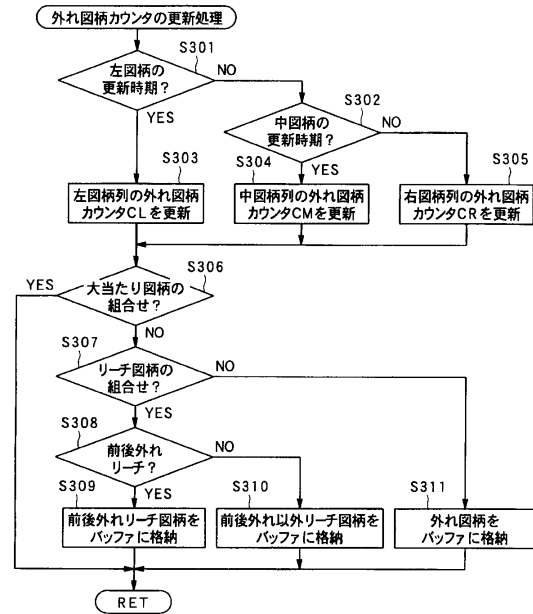 外れ図柄カウンタの更新処理
S301
左図柄の
更新時期?
NO
YES
S302
中図柄の
更新時期?
NO
YES
S303
左図柄列の外れ図柄
カウンタCLを更新
S304
中図柄列の外れ図柄
カウンタCMを更新
S305
右図柄列の外れ図柄
カウンタCRを更新
S306
大当たり図柄の
組合せ?
YES
NO
S307
リーチ図柄の
組合せ?
NO
YES
S308
前後外れ
リーチ?
NO
YES
S309
前後外れリーチ図柄を
バッファに格納
S310
前後外れ以外リーチ図柄を
バッファに格納
S311
外れ図柄を
バッファに格納
RET